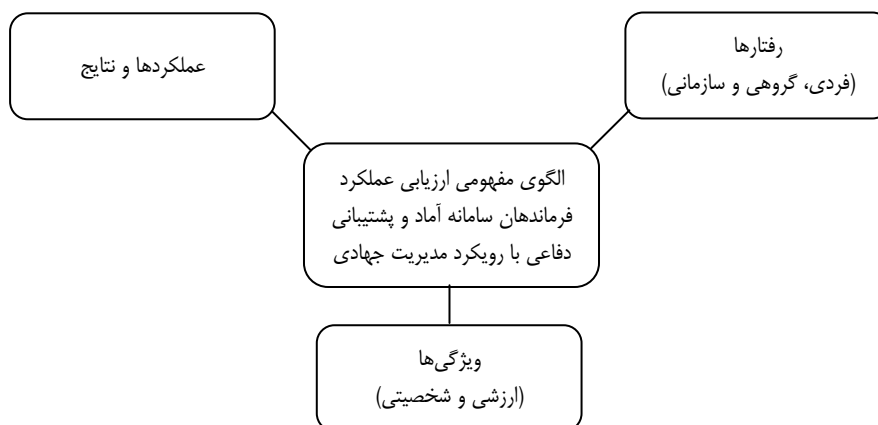 رفتارها
(فردی، گروهی و سازمانی)
عملکردها و نتایج
الگوی مفهومی ارزیابی عملکرد
فرماندهان سامانه آماد و پشتیبانی
دفاعی با رویکرد مدیریت جهادی
ویژگی‌ها
(ارزشی و شخصیتی)